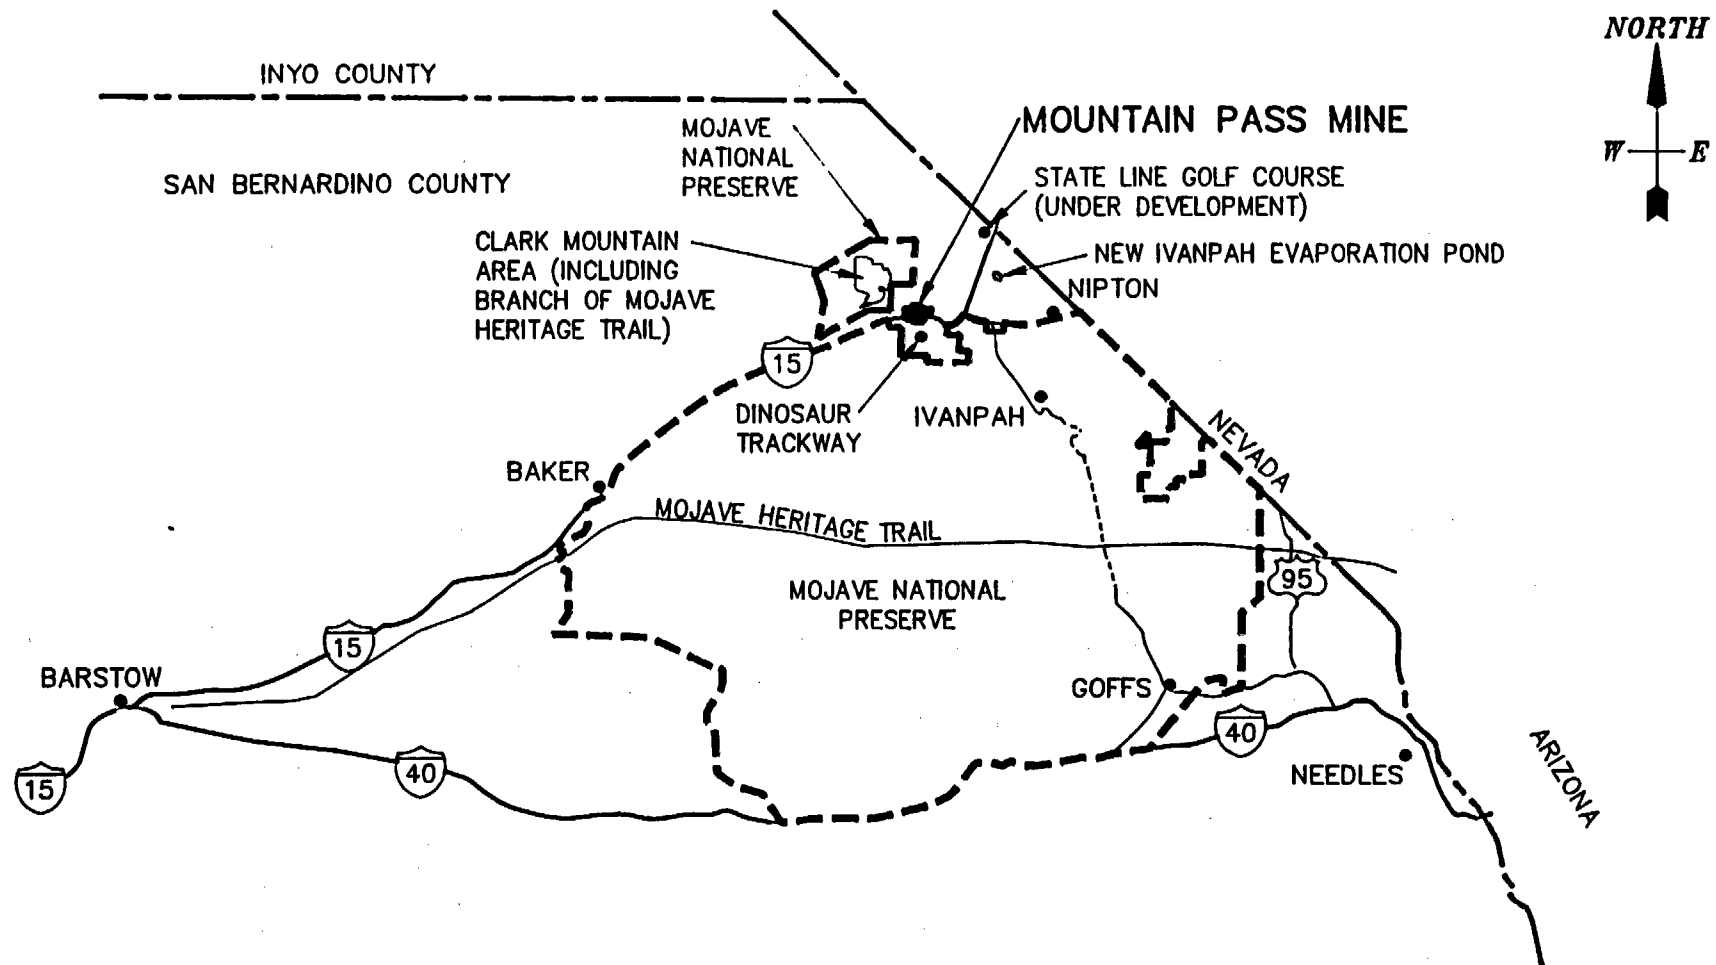 NORTH
INYO COUNTY
MOUNTAIN PASS MINE
MOJAVE
NATIONAL
PRESERVE
W E
SAN BERNARDINO COUNTY
STATE LINE GOLF COURSE
(UNDER DEVELOPMENT)
CLARK MOUNTAIN
AREA (INCLUDING
BRANCH OF MOJAVE
HERITAGE TRAIL)
NEW IVANPAH EVAPORATION POND
NIPTON
15
DINOSAUR
TRACKWAY
IVANPAH
NEVADA
BAKER
MOJAVE HERITAGE TRAIL
95
MOJAVE NATIONAL
PRESERVE
15
BARSTOW
GOFFS
40
40
15
NEEDLES
ARIZONA